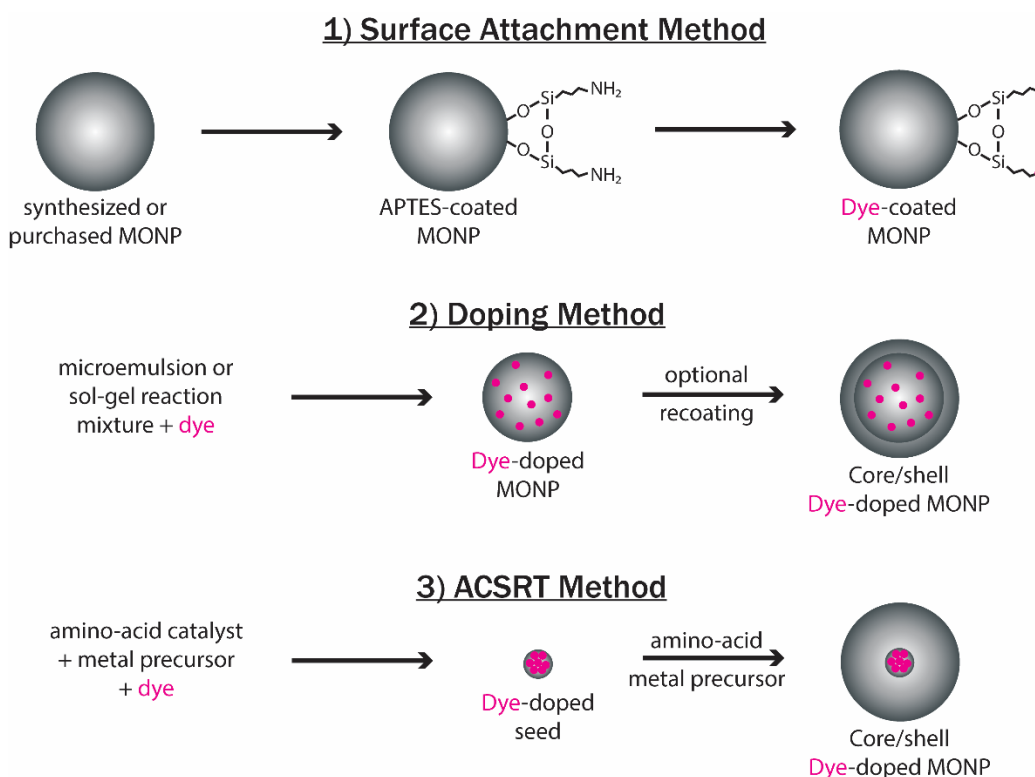 1) Surface Attachment Method
O
Si
NH2
O
O
Si
NH2
O
Si
O
O
Si
synthesized or
purchased MONP
APTES-coated
MONP
Dye-coated
MONP
2) Doping Method
microemulsion or
sol-gel reaction
mixture + dye
Dye-doped
MONP
optional
recoating
Core/shell
Dye-doped MONP
3) ACSRT Method
amino-acid catalyst
+ metal precursor
+ dye
Dye-doped
seed
amino-acid
metal precursor
Core/shell
Dye-doped MONP